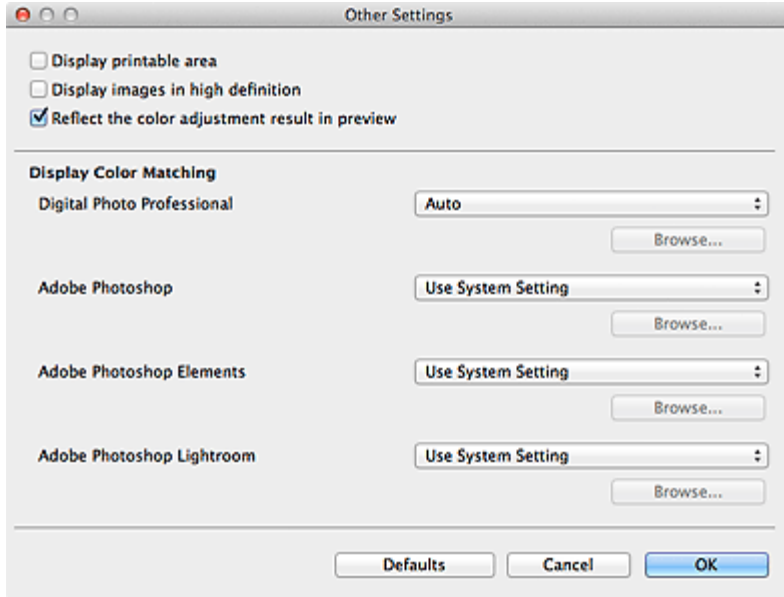 Other Settings
Display printable area
Display images in high definition
Reflect the color adjustment result in preview
Display Color Matching
Digital Photo Professional Auto
Browse...
Adobe Photoshop Use System Setting
Browse...
Adobe Photoshop Elements Use System Setting
Browse...
Adobe Photoshop Lightroom Use System Setting
Browse...
Defaults Cancel OK